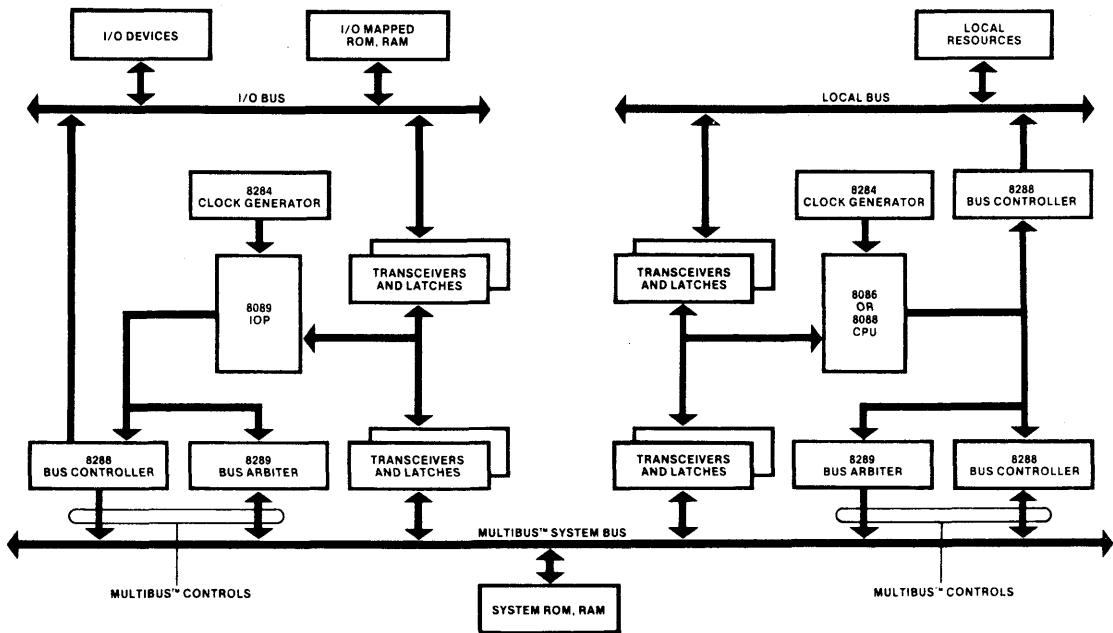 I/O DEVICES
I/O MAPPED
ROM, RAM
LOCAL
RESOURCES
I/O BUS
LOCAL BUS
8284
CLOCK GENERATOR
8284
CLOCK GENERATOR
8288
BUS CONTROLLER
TRANSCEIVERS
AND LATCHES
TRANSCEIVERS
AND LATCHES
8089
IOP
8086
OR
8088
CPU
8288
BUS CONTROLLER
8289
BUS ARBITER
TRANSCEIVERS
AND LATCHES
TRANSCEIVERS
AND LATCHES
8289
BUS ARBITER
8288
BUS CONTROLLER
MULTIBUS™ SYSTEM BUS
MULTIBUS™ CONTROLS
MULTIBUS™ CONTROLS
SYSTEM ROM, RAM